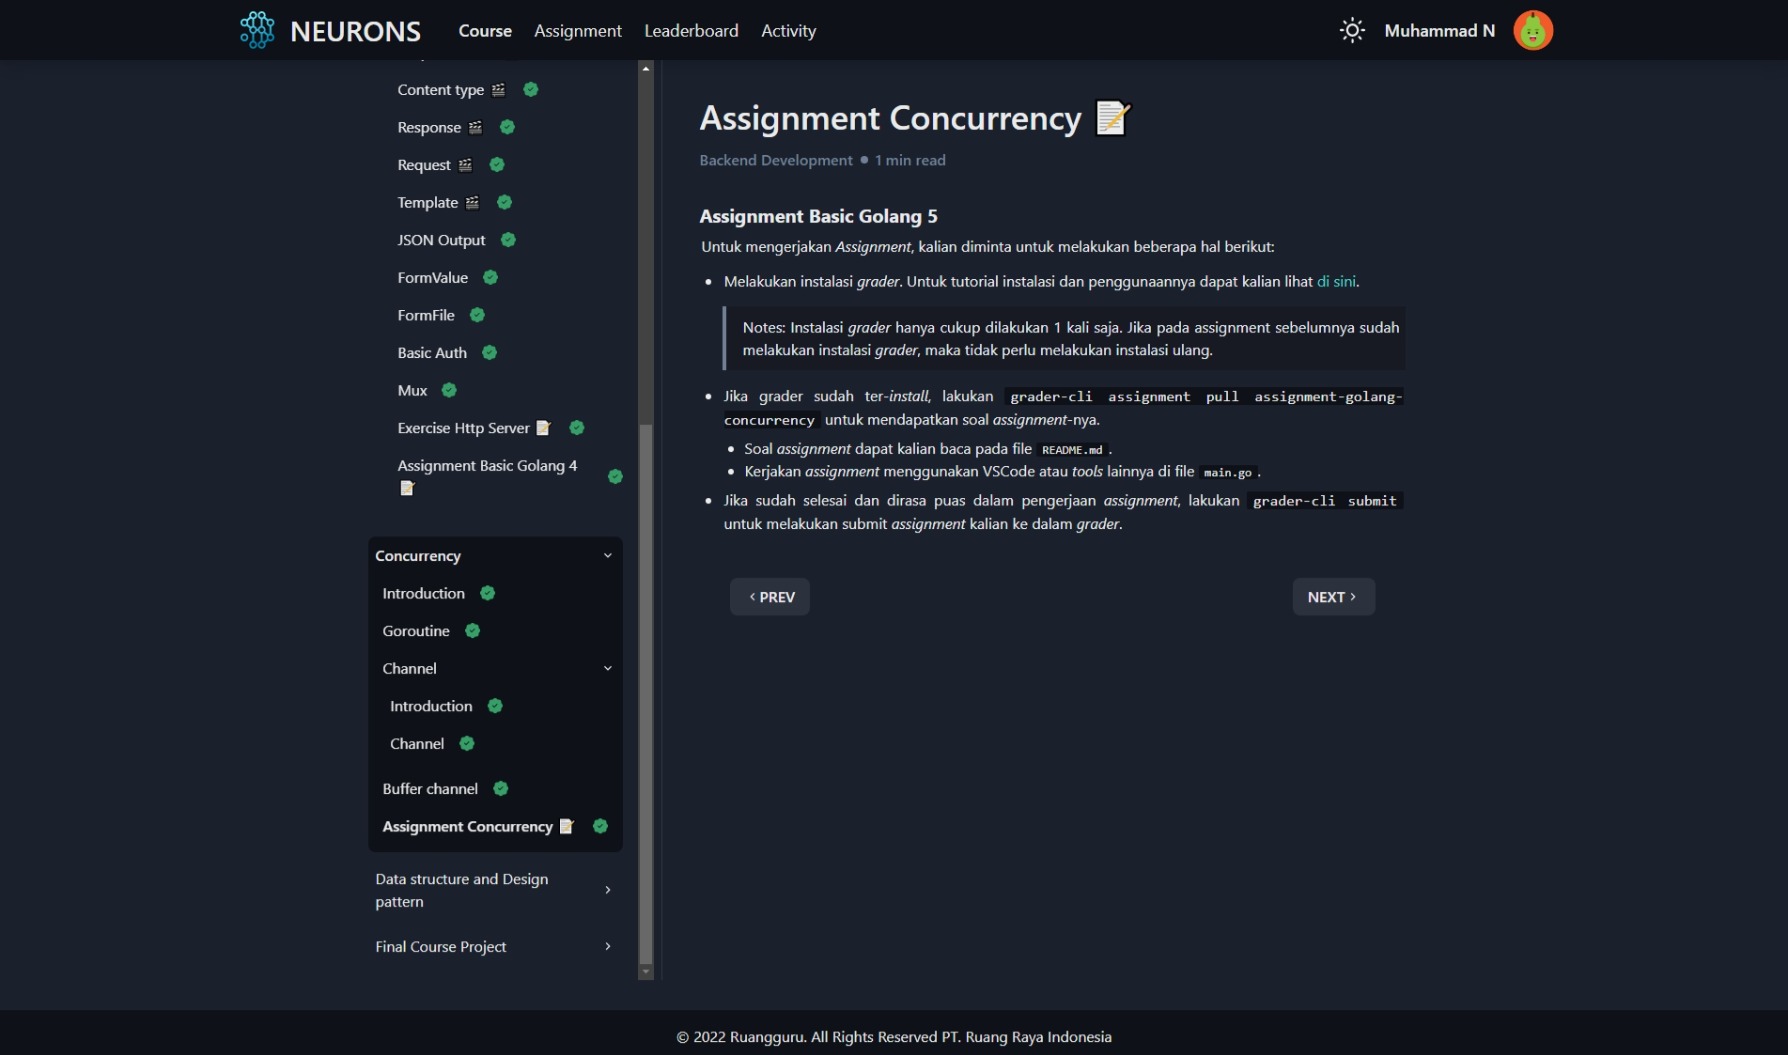 NEURONS Course Assignment Leaderboard Activity Muhammad N
Content type
Response
Request
Template
JSON Output
FormValue
FormFile
Basic Auth
Mux
Exercise Http Server
Assignment Basic Golang 4
Concurrency
Introduction
Goroutine
Channel
Introduction
Channel
Buffer channel
Assignment Concurrency
Data structure and Design
pattern
Final Course Project
Assignment Concurrency
Backend Development • 1 min read
Assignment Basic Golang 5
Untuk mengerjakan Assignment, kalian diminta untuk melakukan beberapa hal berikut:
• Melakukan instalasi grader. Untuk tutorial instalasi dan penggunaannya dapat kalian lihat di sini.
Notes: Instalasi grader hanya cukup dilakukan 1 kali saja. Jika pada assignment sebelumnya sudah
melakukan instalasi grader, maka tidak perlu melakukan instalasi ulang.
• Jika grader sudah ter-install, lakukan grader-cli assignment pull assignment-golang-
concurrency untuk mendapatkan soal assignment-nya.
• Soal assignment dapat kalian baca pada file README.md .
• Kerjakan assignment menggunakan VSCode atau tools lainnya di file main.go .
• Jika sudah selesai dan dirasa puas dalam pengerjaan assignment, lakukan grader-cli submit
untuk melakukan submit assignment kalian ke dalam grader.
‹ PREV
NEXT ›
© 2022 Ruangguru. All Rights Reserved PT. Ruang Raya Indonesia